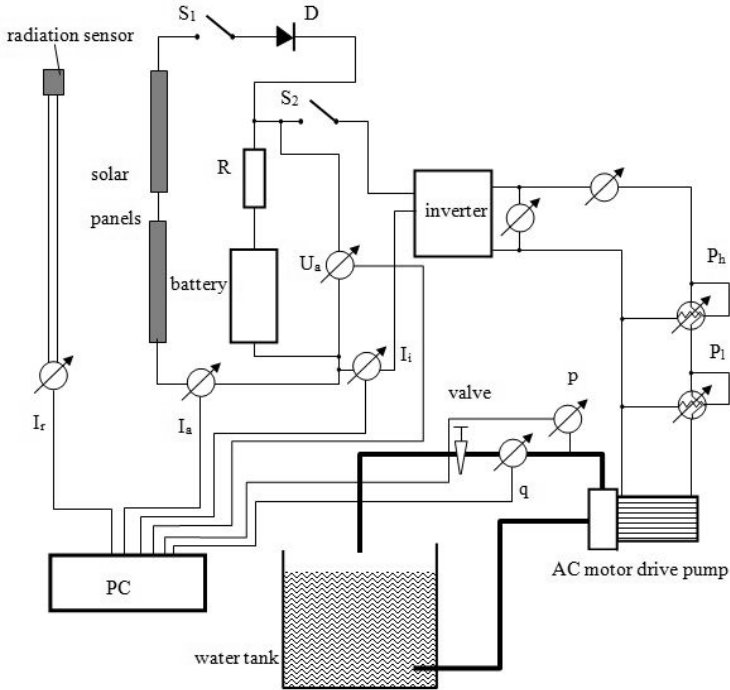 S1
D
radiation sensor
S2
R
solar
panels
inverter
Ua
battery
Ph
Pl
Ii
Ir
Ia
valve
p
q
PC
AC motor drive pump
water tank